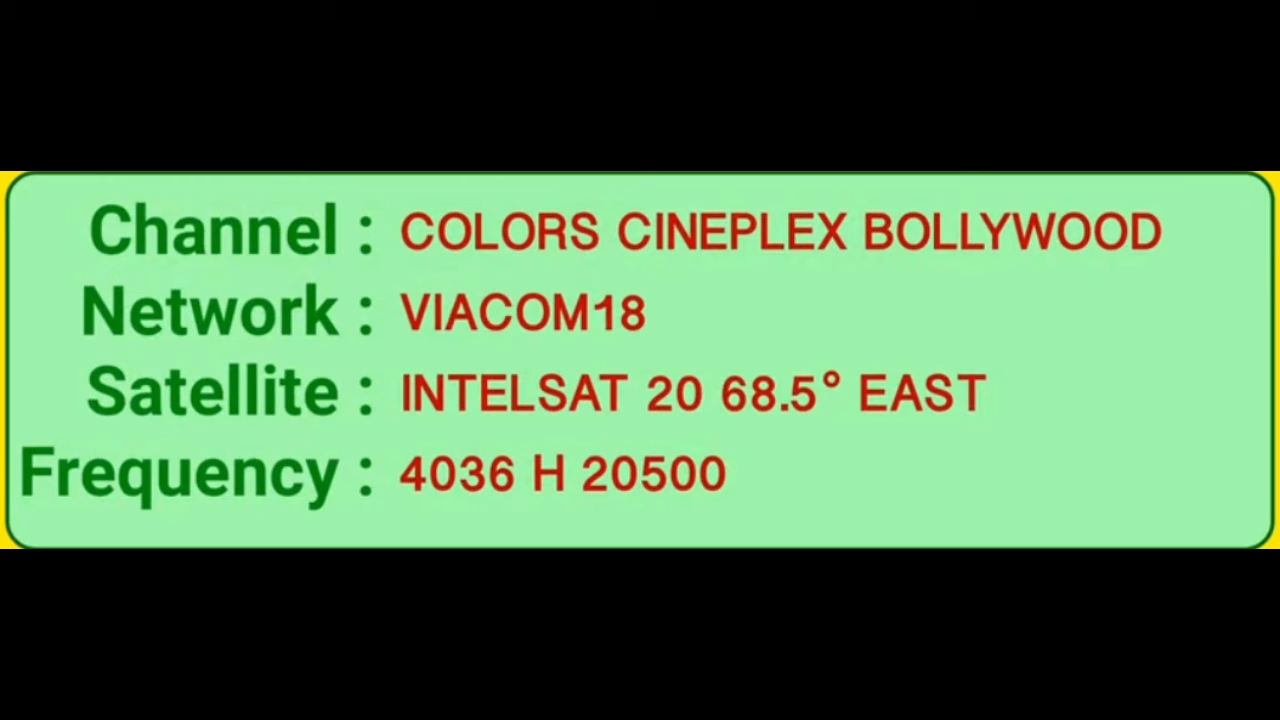 Channel : COLORS CINEPLEX BOLLYWOOD
Network : VIACOM18
Satellite : INTELSAT 20 68.5° EAST
Frequency : 4036 H 20500